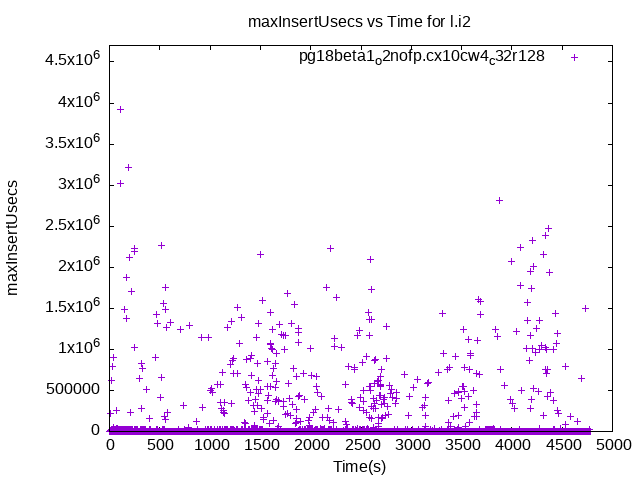 maxInsertUsecs vs Time for l.i2
pg18beta1_o2nofp.cx10cw4_c32r128
4.5x10^6
4x10^6
3.5x10^6
3x10^6
2.5x10^6
2x10^6
1.5x10^6
1x10^6
500000
0
maxInsertUsecs
0 500 1000 1500 2000 2500 3000 3500 4000 4500 5000
Time(s)